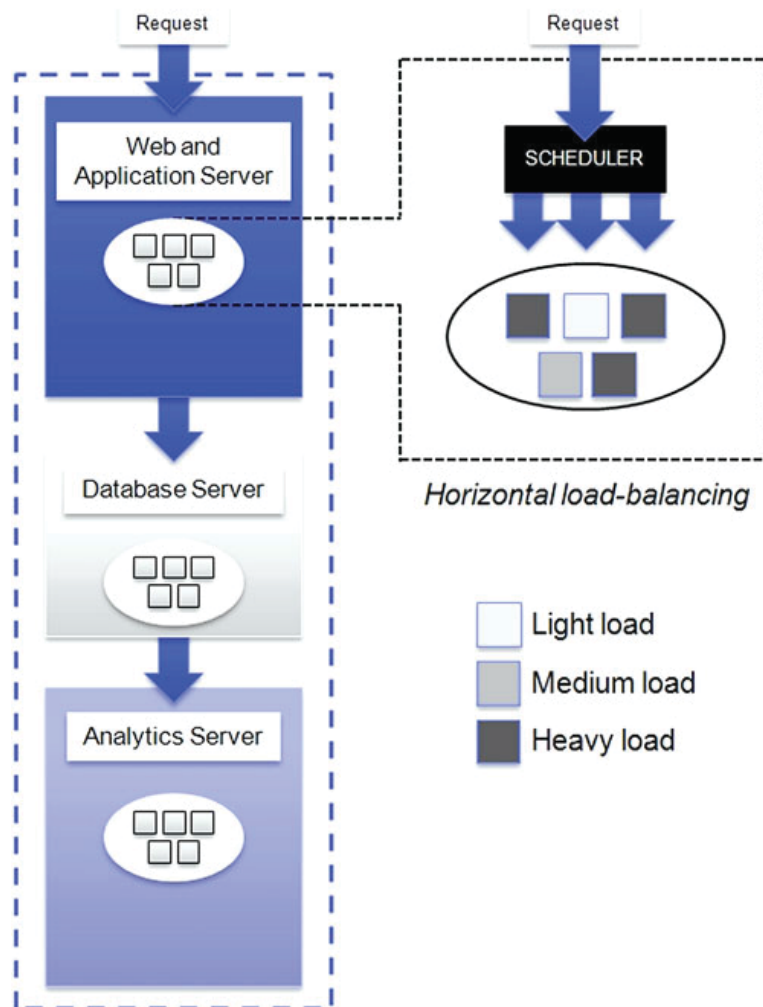 Request
Web and
Application Server
Database Server
Analytics Server
Request
SCHEDULER
Horizontal load-balancing
Light load
Medium load
Heavy load